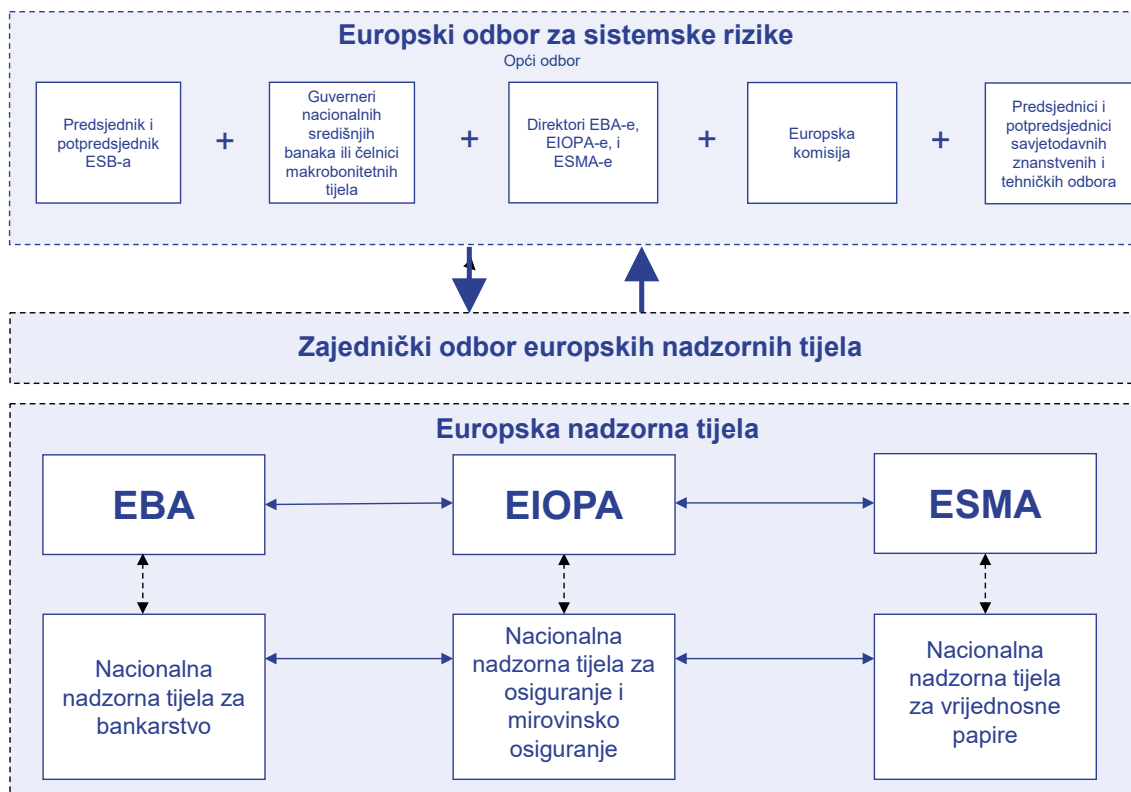 Europski odbor za sistemske rizike
Opći odbor
Predsjednik i
potpredsjednik
ESB-a
+
Guverneri
nacionalnih
središnjih
banaka ili čelnici
makrobonitetnih
tijela
+
Direktori EBA-e,
EIOPA-e, i
ESMA-e
+
Europska
komisija
+
Predsjednici i
potpredsjednici
savjetodavnih
znanstvenih i
tehničkih odbora
Zajednički odbor europskih nadzornih tijela
Europska nadzorna tijela
EBA
EIOPA
ESMA
Nacionalna
nadzorna tijela za
bankarstvo
Nacionalna
nadzorna tijela za
osiguranje i
mirovinsko
osiguranje
Nacionalna
nadzorna tijela
za vrijednosne
papire